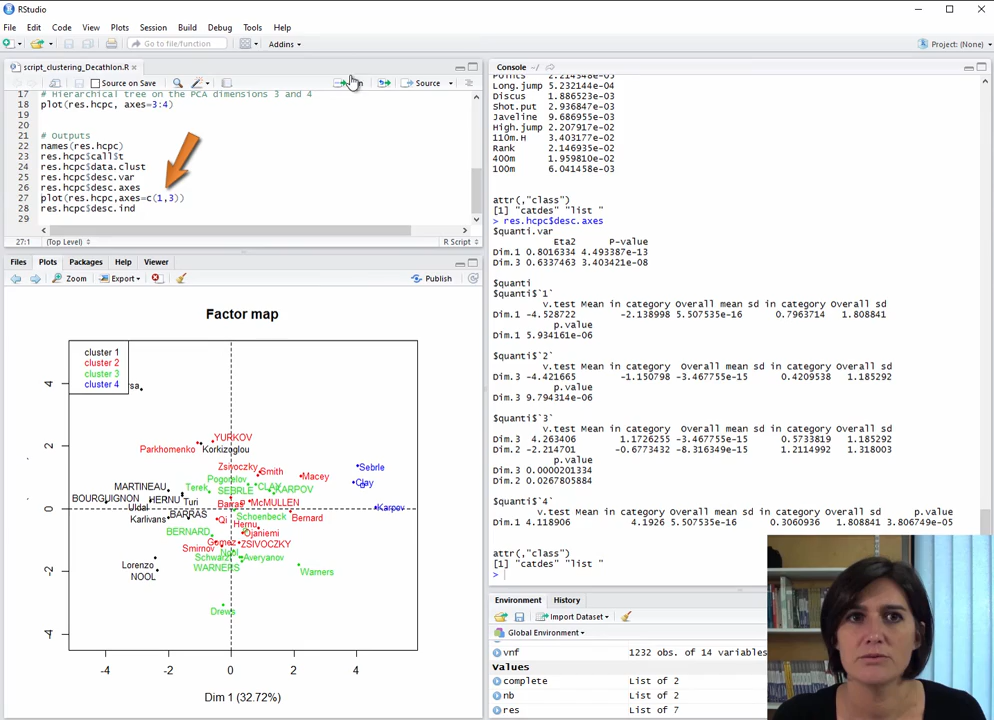 RStudio
File Edit Code View Plots Session Build Debug Tools Help
Go to file/function Addins Project: (None)
script_clustering_Decathlon.R
Source on Save Source
17 # Hierarchical tree on the PCA dimensions 3 and 4
18 plot(res.hcpc, axes=3:4)
19
20
21 # Outputs
22 names(res.hcpc)
23 res.hcpc$call$t
24 res.hcpc$data.clust
25 res.hcpc$desc.var
26 res.hcpc$desc.axes
27 plot(res.hcpc,axes=c(1,3))
28 res.hcpc$desc.ind
29
27:1 (Top Level) R Script
Files Plots Packages Help Viewer
Zoom Export Publish
Factor map
cluster 1
cluster 2
cluster 3
cluster 4
YURKOV
Parkhomenko Korkizoglou
Zsivoczky Smith Sebrle
Pogorelov Macey
MARTINEAU Terek SEBRLE CLAY KARPOV Clay
BOURGUIGNON HERNU Turi Barras McMULLEN
Uldal Karpov
Karlivans BARRAS Qi Schoenbeck Bernard
BERNARD Hernu Ojaniemi
Smirnov Gomez ZSIVOCZKY
Lorenzo Schwarzl Nool Averyanov
NOOL WARNERS Warners
Drews
4
2
0
-2
-4
-4 -2 0 2 4
Dim 1 (32.72%)
Console ~/
Points 2.214348e-03
Long.jump 5.232144e-04
Discus 1.886523e-03
Shot.put 2.936847e-03
Javeline 9.686955e-03
High.jump 2.207917e-02
110m.H 3.403177e-02
Rank 2.146935e-02
400m 1.959810e-02
100m 6.041458e-03
attr(,"class")
[1] "catdes" "list "
> res.hcpc$desc.axes
$quanti.var
Eta2 P-value
Dim.1 0.8016334 4.493387e-13
Dim.3 0.6337463 3.403421e-08
$quanti
$quanti$`1`
v.test Mean in category Overall mean sd in category Overall sd
Dim.1 -4.528722 -2.138998 5.507535e-16 0.7963714 1.808841
p.value
Dim.1 5.934161e-06
$quanti$`2`
v.test Mean in category Overall mean sd in category Overall sd
Dim.3 -4.421665 -1.150798 -3.467755e-15 0.4209538 1.185292
p.value
Dim.3 9.794314e-06
$quanti$`3`
v.test Mean in category Overall mean sd in category Overall sd
Dim.3 4.263406 1.1726255 -3.467755e-15 0.5733819 1.185292
Dim.2 -2.214701 -0.6773432 -8.316349e-15 1.2114279 1.318003
p.value
Dim.3 0.0000201334
Dim.2 0.0267805884
$quanti$`4`
v.test Mean in category Overall mean sd in category Overall sd p.value
Dim.1 4.118906 4.1926 5.507535e-16 0.3060936 1.808841 3.806749e-05
attr(,"class")
[1] "catdes" "list "
>
Environment History
Import Dataset
Global Environment
vnf 1232 obs. of 14 variables
Values
complete List of 2
nb List of 2
res List of 7